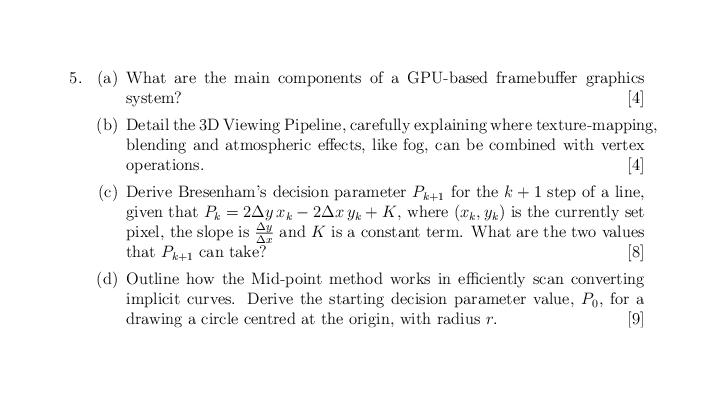 5. (a) What are the main components of a GPU-based framebuffer graphics
system? [4]
(b) Detail the 3D Viewing Pipeline, carefully explaining where texture-mapping,
blending and atmospheric effects, like fog, can be combined with vertex
operations. [4]
(c) Derive Bresenham's decision parameter $P_{k+1}$ for the $k+1$ step of a line,
given that $P_k = 2\Delta y\, x_k - 2\Delta x\, y_k + K$, where $(x_k, y_k)$ is the currently set
pixel, the slope is $\frac{\Delta y}{\Delta x}$ and $K$ is a constant term. What are the two values
that $P_{k+1}$ can take? [8]
(d) Outline how the Mid-point method works in efficiently scan converting
implicit curves. Derive the starting decision parameter value, $P_0$, for a
drawing a circle centred at the origin, with radius $r$. [9]